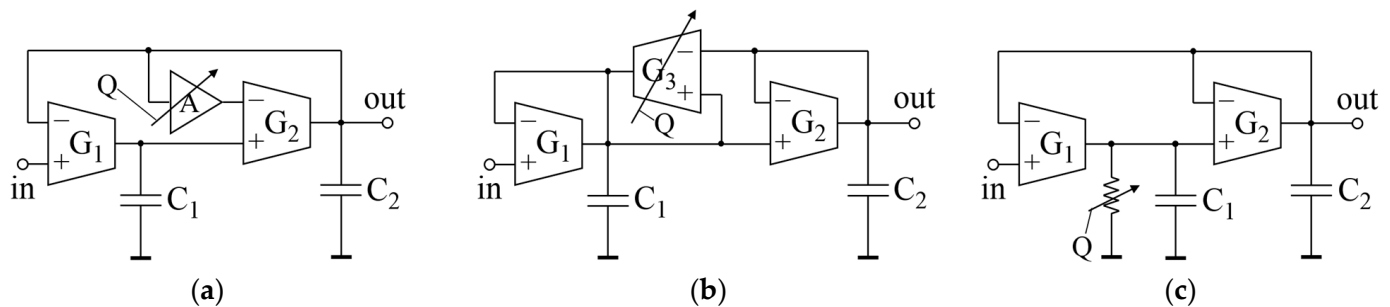 Q
A
in
G₁
−
+
G₂
−
+
out
C₁
C₂
(a)
Q
G₃
−
+
in
G₁
−
+
G₂
−
+
out
C₁
C₂
(b)
in
G₁
−
+
G₂
−
+
out
Q
C₁
C₂
(c)